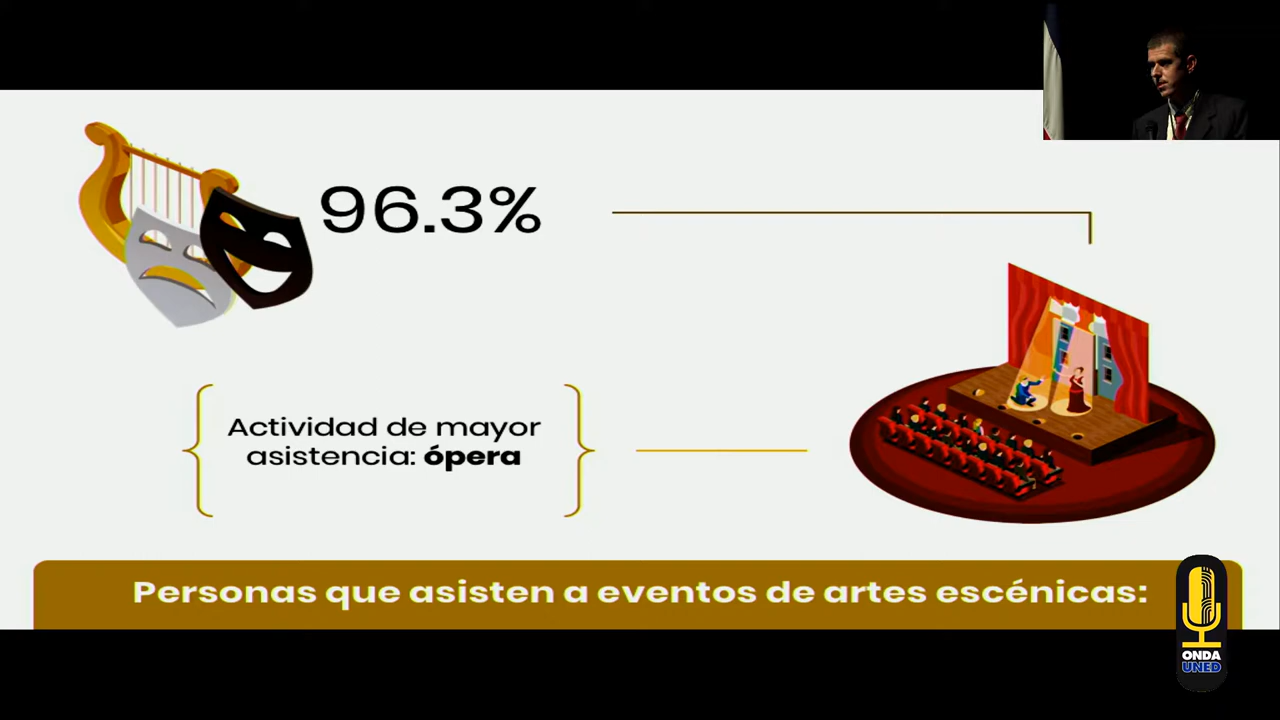 96.3%
Actividad de mayor
asistencia: ópera
Personas que asisten a eventos de artes escénicas:
ONDA
UNED